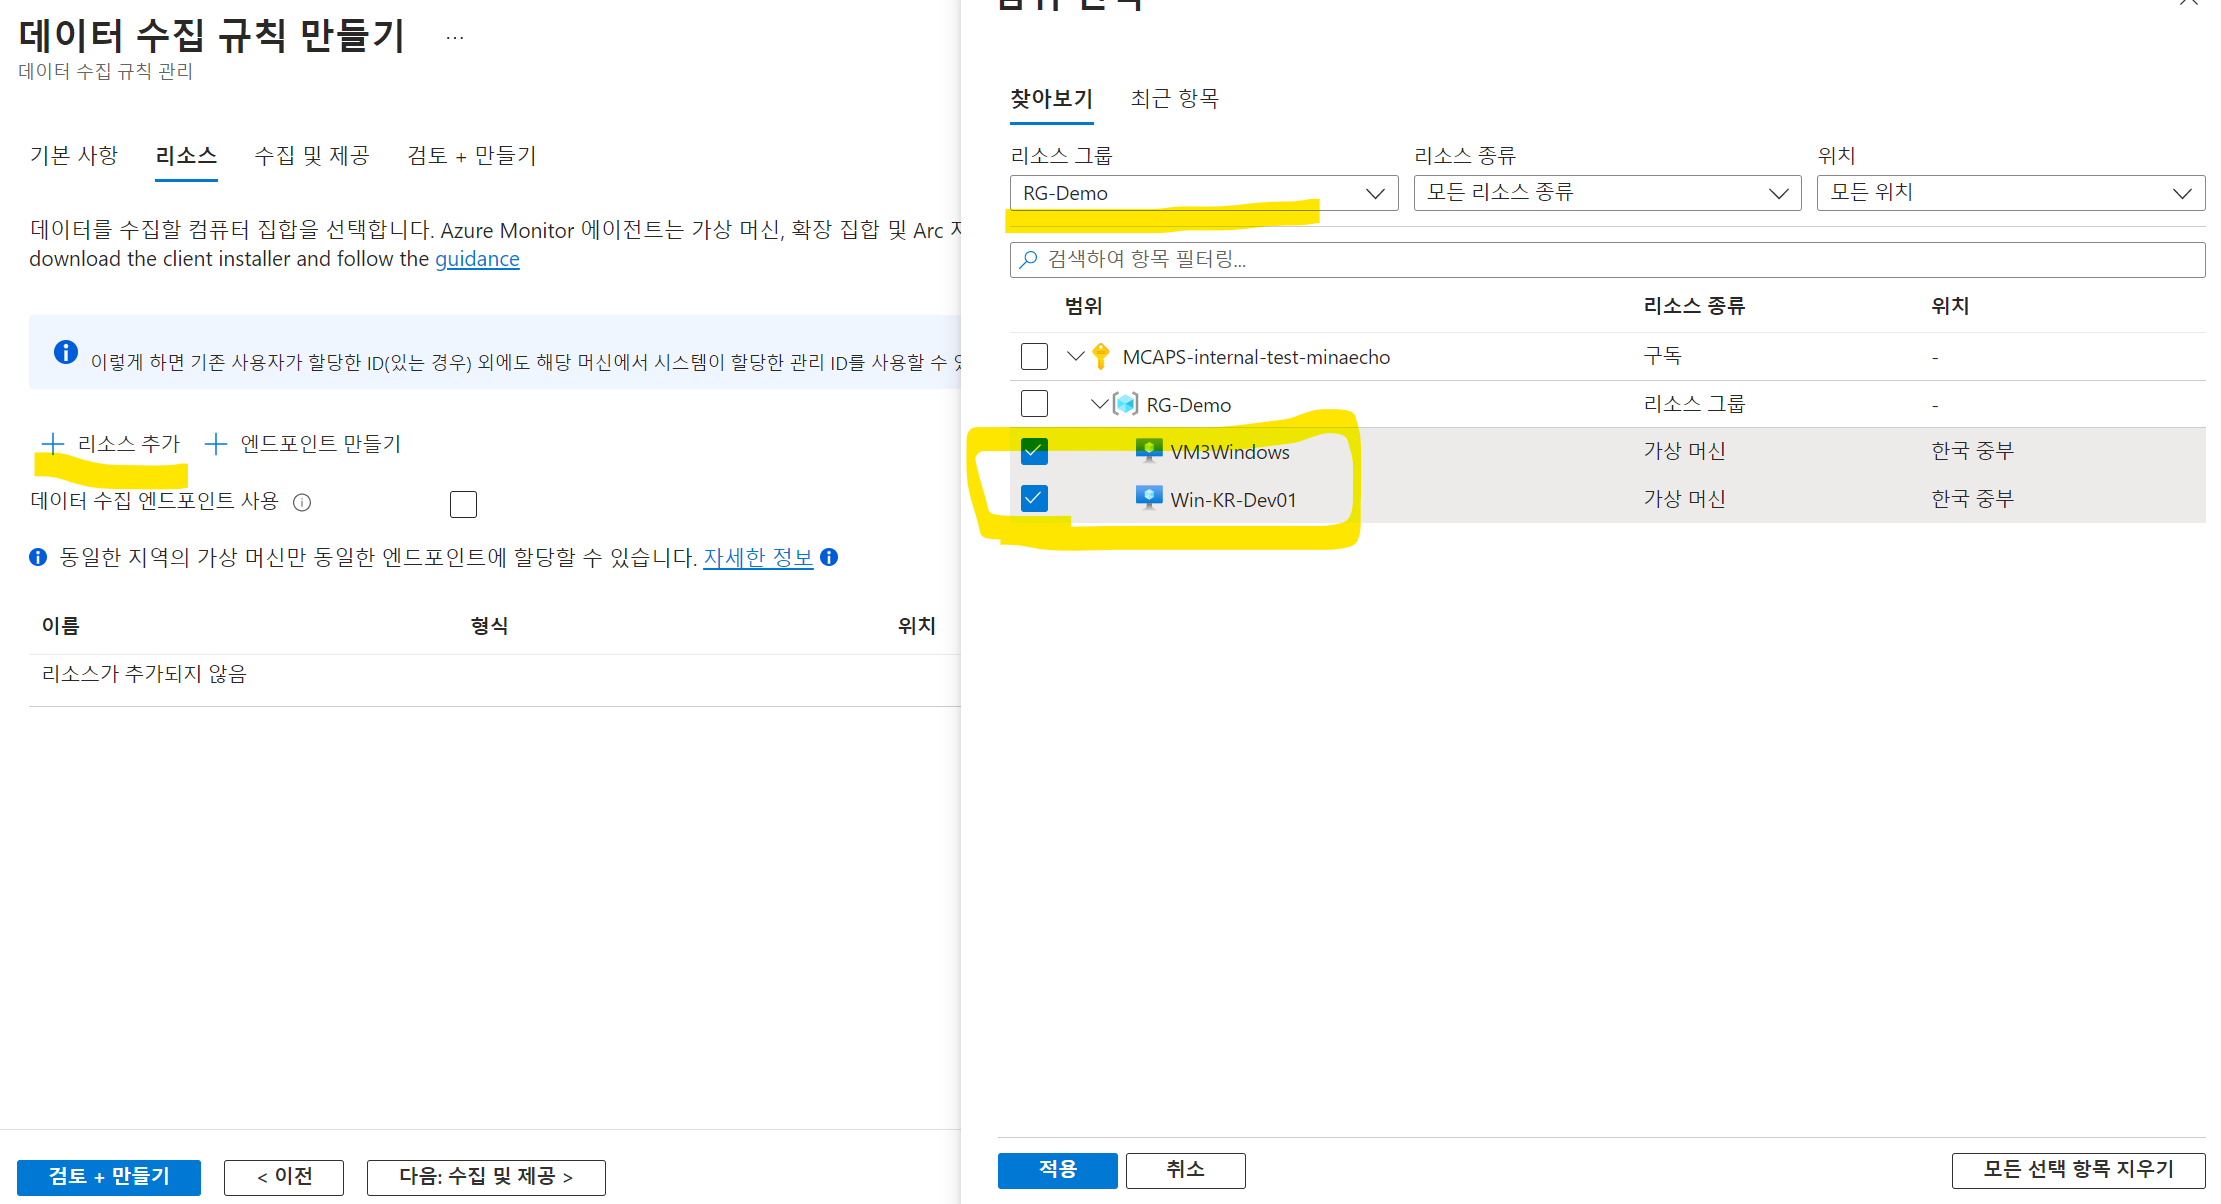 데이터 수집 규칙 만들기 ...
데이터 수집 규칙 관리
기본 사항 리소스 수집 및 제공 검토 + 만들기
데이터를 수집할 컴퓨터 집합을 선택합니다. Azure Monitor 에이전트는 가상 머신, 확장 집합 및 Arc
download the client installer and follow the guidance
이렇게 하면 기존 사용자가 할당한 ID(있는 경우) 외에도 해당 머신에서 시스템이 할당한 관리 ID를 사용할 수
리소스 추가 엔드포인트 만들기
데이터 수집 엔드포인트 사용
동일한 지역의 가상 머신만 동일한 엔드포인트에 할당할 수 있습니다. 자세한 정보
이름 형식 위치
리소스가 추가되지 않음
검토 + 만들기 < 이전 다음: 수집 및 제공 >
찾아보기 최근 항목
리소스 그룹 리소스 종류 위치
RG-Demo 모든 리소스 종류 모든 위치
검색하여 항목 필터링...
범위 리소스 종류 위치
MCAPS-internal-test-minaecho 구독 -
RG-Demo 리소스 그룹 -
VM3Windows 가상 머신 한국 중부
Win-KR-Dev01 가상 머신 한국 중부
적용 취소 모든 선택 항목 지우기